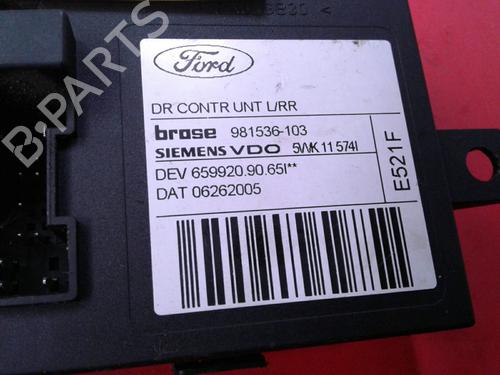 Ford
DR CONTR UNT L/RR
brose 981536-103
SIEMENS VDO 5WK 11 574I
DEV 659920.90.65I**
DAT 06262005
E521F